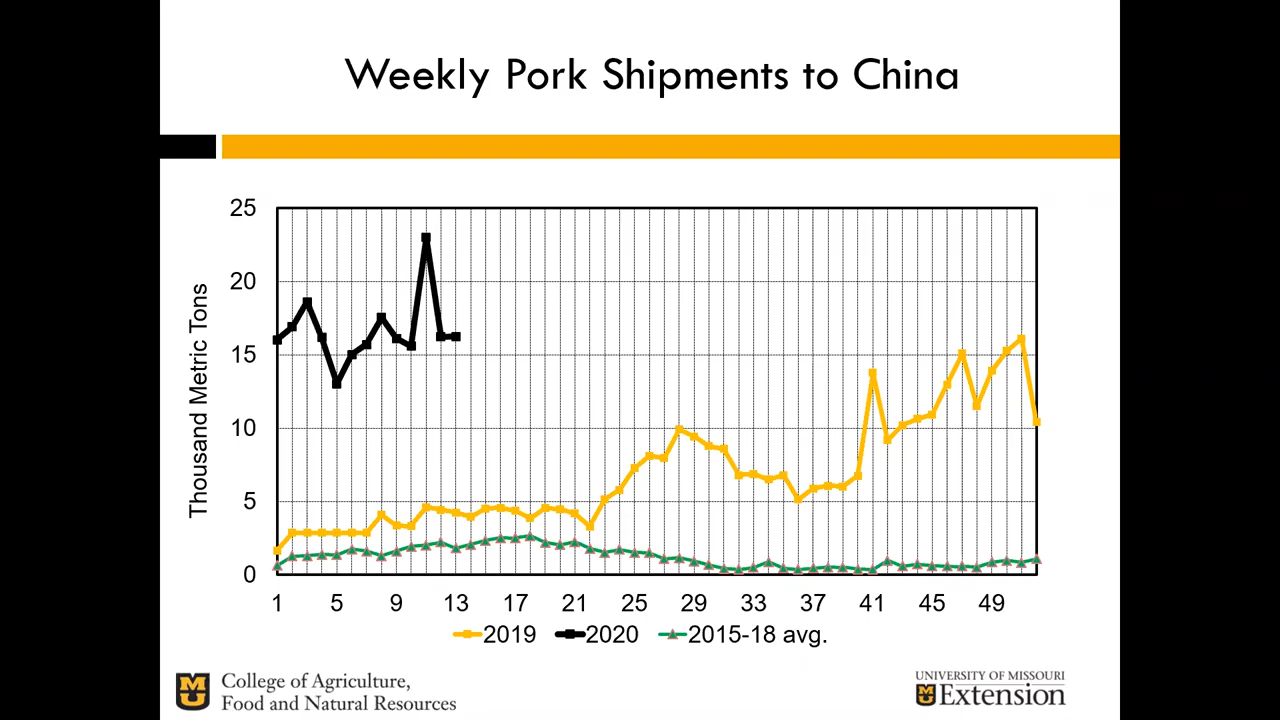 Weekly Pork Shipments to China
25
20
15
10
5
0
Thousand Metric Tons
1 5 9 13 17 21 25 29 33 37 41 45 49
2019 2020 2015-18 avg.
College of Agriculture,
Food and Natural Resources
UNIVERSITY OF MISSOURI
Extension